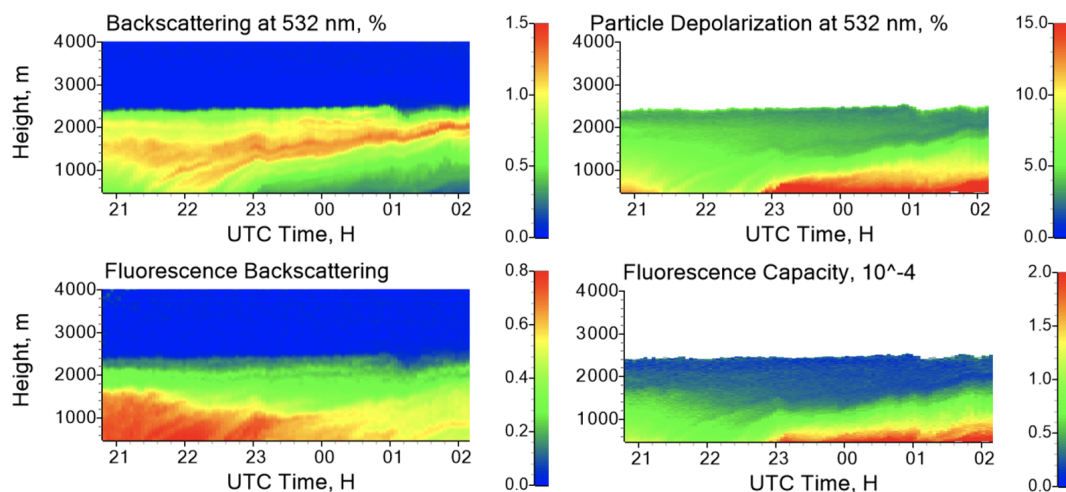 Backscattering at 532 nm, %
Height, m
4000
3000
2000
1000
21 22 23 00 01 02
UTC Time, H
1.5
1.0
0.5
0.0
Particle Depolarization at 532 nm, %
4000
3000
2000
1000
21 22 23 00 01 02
UTC Time, H
15.0
10.0
5.0
0.0
Fluorescence Backscattering
Height, m
4000
3000
2000
1000
21 22 23 00 01 02
UTC Time, H
0.8
0.6
0.4
0.2
0.0
Fluorescence Capacity, 10^-4
4000
3000
2000
1000
21 22 23 00 01 02
UTC Time, H
2.0
1.5
1.0
0.5
0.0